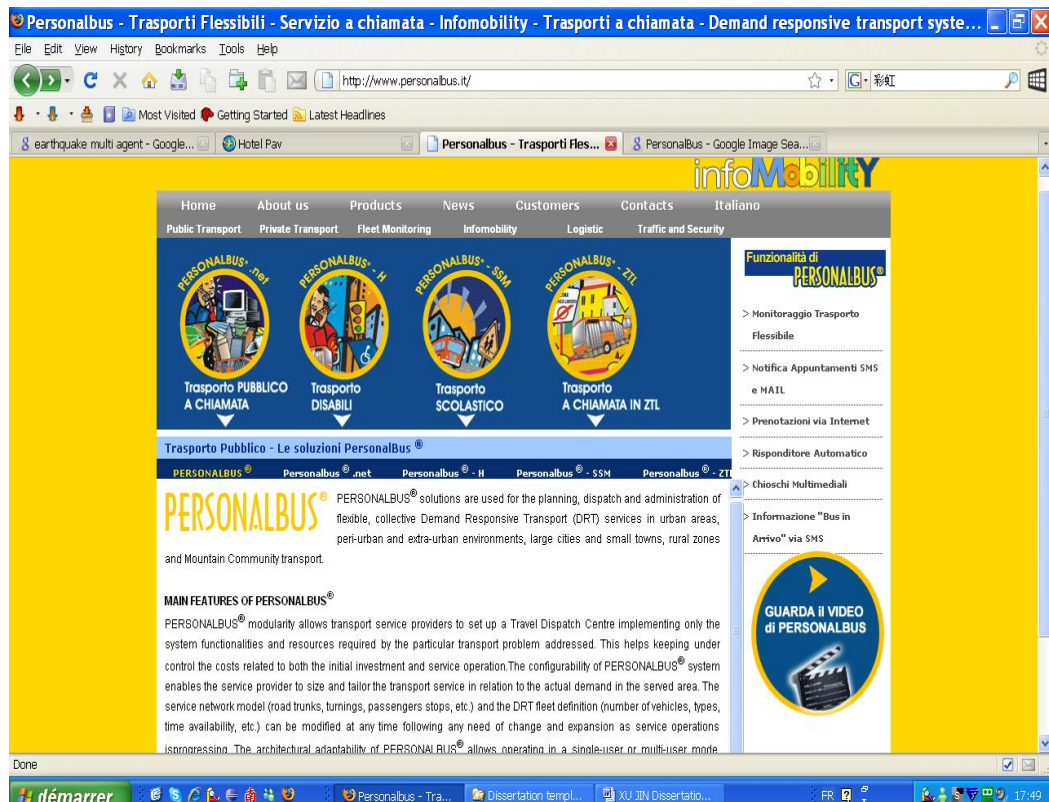 Personalbus - Trasporti Flessibili - Servizio a chiamata - Infomobility - Trasporti a chiamata - Demand responsive transport syste...
File Edit View History Bookmarks Tools Help
http://www.personalbus.it/
G 彩虹
Most Visited Getting Started Latest Headlines
earthquake multi agent - Google... Hotel Pav Personalbus - Trasporti Fles... PersonalBus - Google Image Sea...
infoMobilitY
Home About us Products News Customers Contacts Italiano
Public Transport Private Transport Fleet Monitoring Infomobility Logistic Traffic and Security
PERSONALBUS® .net
Trasporto PUBBLICO
A CHIAMATA
PERSONALBUS® - H
Trasporto
DISABILI
PERSONALBUS® - SSM
Trasporto
SCOLASTICO
PERSONALBUS® - ZTL
Trasporto
A CHIAMATA IN ZTL
Trasporto Pubblico - Le soluzioni PersonalBus ®
PERSONALBUS ® Personalbus ® .net Personalbus ® - H Personalbus ® - SSM Personalbus ® - ZTl
PERSONALBUS®
PERSONALBUS® solutions are used for the planning, dispatch and administration of
flexible, collective Demand Responsive Transport (DRT) services in urban areas,
peri-urban and extra-urban environments, large cities and small towns, rural zones
and Mountain Community transport.
MAIN FEATURES OF PERSONALBUS®
PERSONALBUS® modularity allows transport service providers to set up a Travel Dispatch Centre implementing only the
system functionalities and resources required by the particular transport problem addressed. This helps keeping under
control the costs related to both the initial investment and service operation.The configurability of PERSONALBUS® system
enables the service provider to size and tailor the transport service in relation to the actual demand in the served area. The
service network model (road trunks, turnings, passengers stops, etc.) and the DRT fleet definition (number of vehicles, types,
time availability, etc.) can be modified at any time following any need of change and expansion as service operations
isprogressing. The architectural adaptability of PERSONALBUS® allows operating in a single-user or multi-user mode
Funzionalità di
PERSONALBUS®
> Monitoraggio Trasporto
Flessibile
> Notifica Appuntamenti SMS
e MAIL
> Prenotazioni via Internet
> Risponditore Automatico
> Chioschi Multimediali
> Informazione "Bus in
Arrivo" via SMS
GUARDA il VIDEO
di PERSONALBUS
Done
démarrer Personalbus - Tra... Dissertation templ... XU JIN Dissertatio... FR 17:49